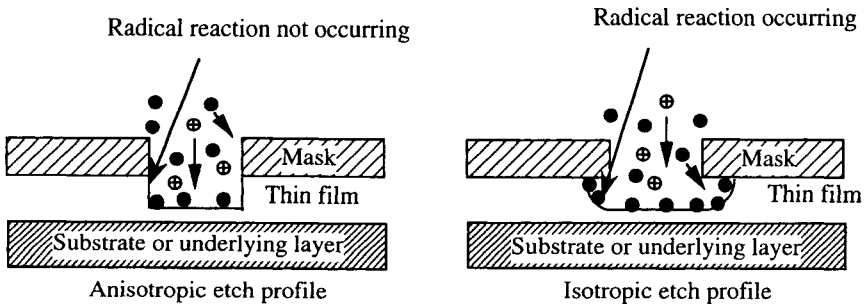 Radical reaction not occurring
Mask
Thin film
Substrate or underlying layer
Anisotropic etch profile
Radical reaction occurring
Mask
Thin film
Substrate or underlying layer
Isotropic etch profile